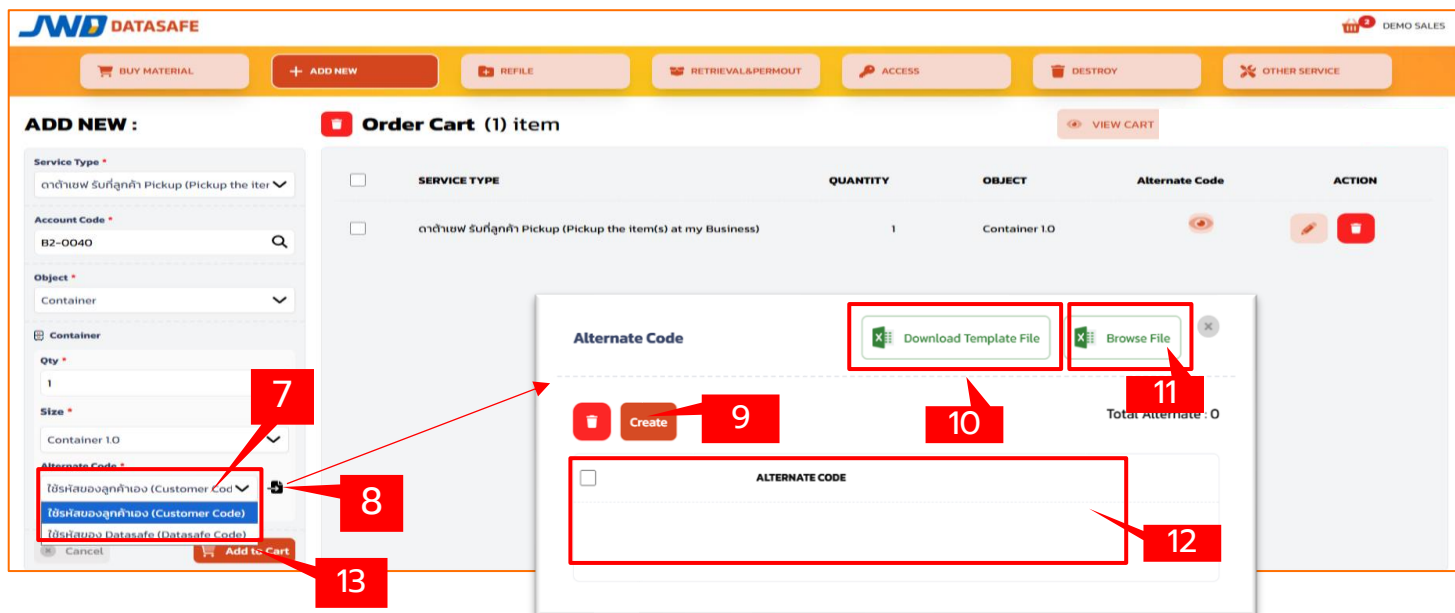 JWD DATASAFE
2
DEMO SALES
BUY MATERIAL
+ ADD NEW
REFILE
RETRIEVAL&PERMOUT
ACCESS
DESTROY
OTHER SERVICE
ADD NEW :
Order Cart (1) item
VIEW CART
Service Type *
ดาต้าเซฟ รับที่ลูกค้า Pickup (Pickup the iter
Account Code *
B2-0040
Object *
Container
Container
Qty *
1
Size *
Container 1.0
Alternate Code *
ใช้รหัสของลูกค้าเอง (Customer Cod
ใช้รหัสของลูกค้าเอง (Customer Code)
ใช้รหัสของ Datasafe (Datasafe Code)
Cancel
Add to Cart
7
8
13
SERVICE TYPE QUANTITY OBJECT Alternate Code ACTION
ดาต้าเซฟ รับที่ลูกค้า Pickup (Pickup the item(s) at my Business) 1 Container 1.0
Alternate Code
Download Template File
Browse File
10
11
Create
9
Total Alternate : 0
ALTERNATE CODE
12